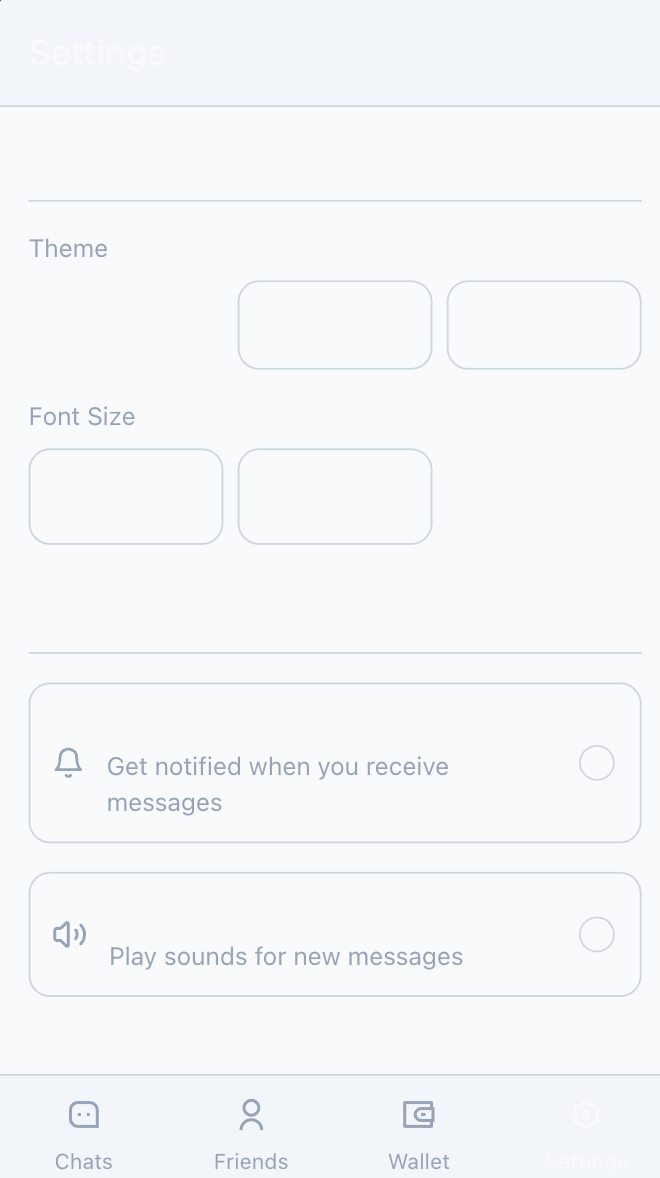 Settings
Theme
Font Size
Get notified when you receive
messages
Play sounds for new messages
Chats
Friends
Wallet
Settings